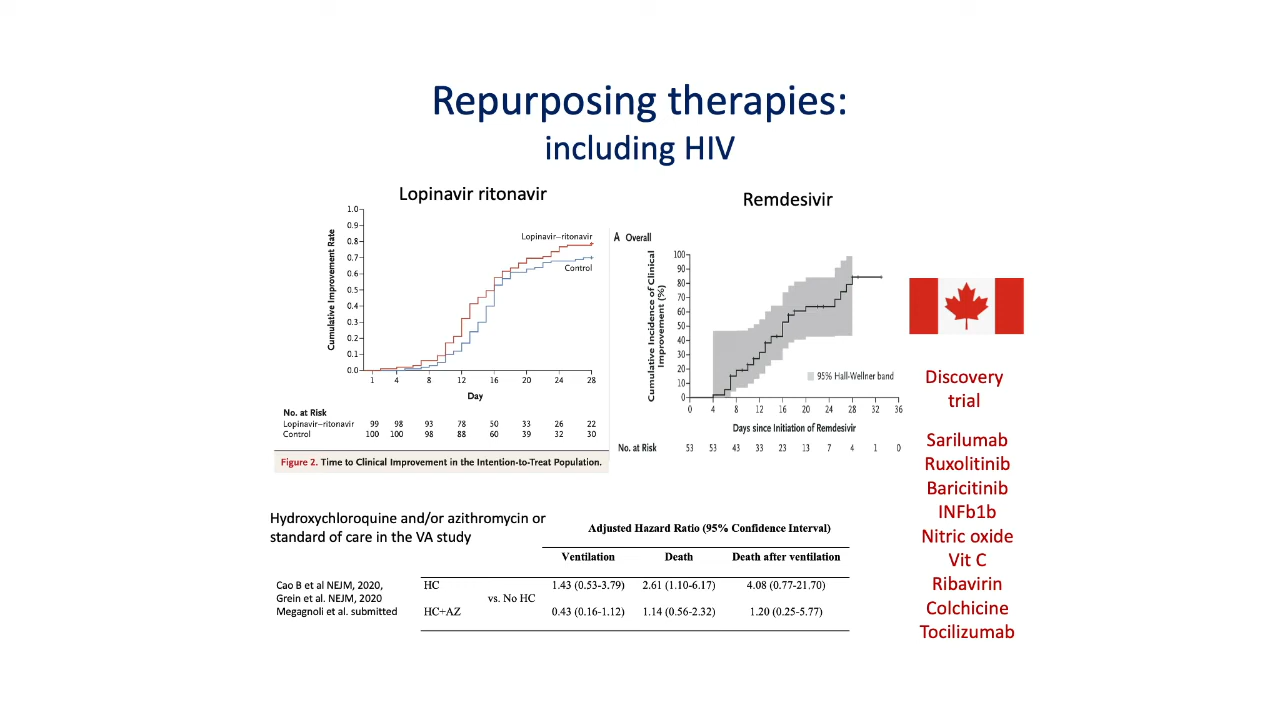 Repurposing therapies:
including HIV
Lopinavir ritonavir
1.0
0.9
0.8
0.7
0.6
0.5
0.4
0.3
0.2
0.1
0.0
Cumulative Improvement Rate
Lopinavir–ritonavir
Control
1 4 8 12 16 20 24 28
Day
No. at Risk
Lopinavir–ritonavir 99 98 93 78 50 33 26 22
Control 100 100 98 88 60 39 32 30
Figure 2. Time to Clinical Improvement in the Intention-to-Treat Population.
Remdesivir
A Overall
100
90
80
70
60
50
40
30
20
10
0
Cumulative Incidence of Clinical
Improvement (%)
95% Hall-Wellner band
0 4 8 12 16 20 24 28 32 36
Days since Initiation of Remdesivir
No. at Risk 53 53 43 33 23 13 7 4 1 0
Discovery
trial
Sarilumab
Ruxolitinib
Baricitinib
INFb1b
Nitric oxide
Vit C
Ribavirin
Colchicine
Tocilizumab
Hydroxychloroquine and/or azithromycin or
standard of care in the VA study
Cao B et al NEJM, 2020,
Grein et al. NEJM, 2020
Megagnoli et al. submitted
Adjusted Hazard Ratio (95% Confidence Interval)
Ventilation Death Death after ventilation
HC 1.43 (0.53-3.79) 2.61 (1.10-6.17) 4.08 (0.77-21.70)
vs. No HC
HC+AZ 0.43 (0.16-1.12) 1.14 (0.56-2.32) 1.20 (0.25-5.77)